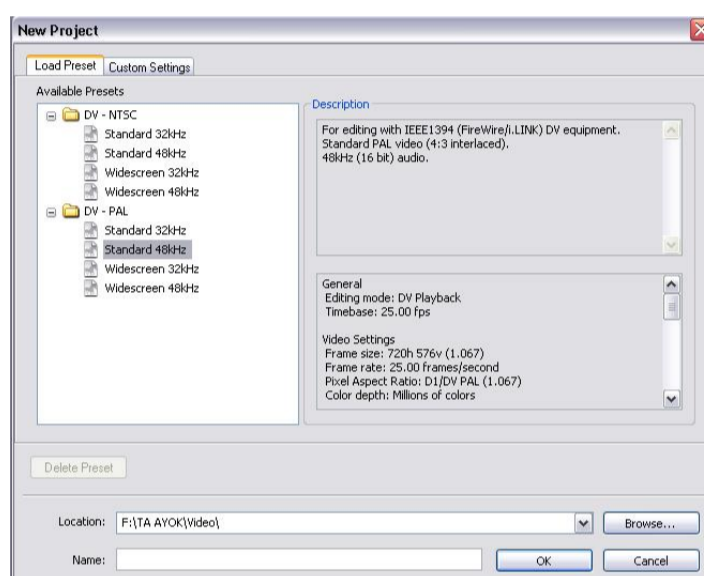 New Project
Load Preset
Custom Settings
Available Presets
DV - NTSC
Standard 32kHz
Standard 48kHz
Widescreen 32kHz
Widescreen 48kHz
DV - PAL
Standard 32kHz
Standard 48kHz
Widescreen 32kHz
Widescreen 48kHz
Description
For editing with IEEE1394 (FireWire/i.LINK) DV equipment.
Standard PAL video (4:3 interlaced).
48kHz (16 bit) audio.
General
Editing mode: DV Playback
Timebase: 25.00 fps
Video Settings
Frame size: 720h 576v (1.067)
Frame rate: 25.00 frames/second
Pixel Aspect Ratio: D1/DV PAL (1.067)
Color depth: Millions of colors
Delete Preset
Location: F:\TA AYOK\Video\ Browse...
Name: OK Cancel